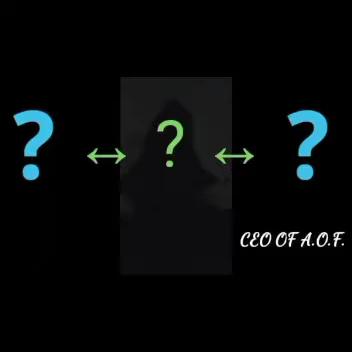 ? ↔ ? ↔ ?
CEO OF A.O.F.